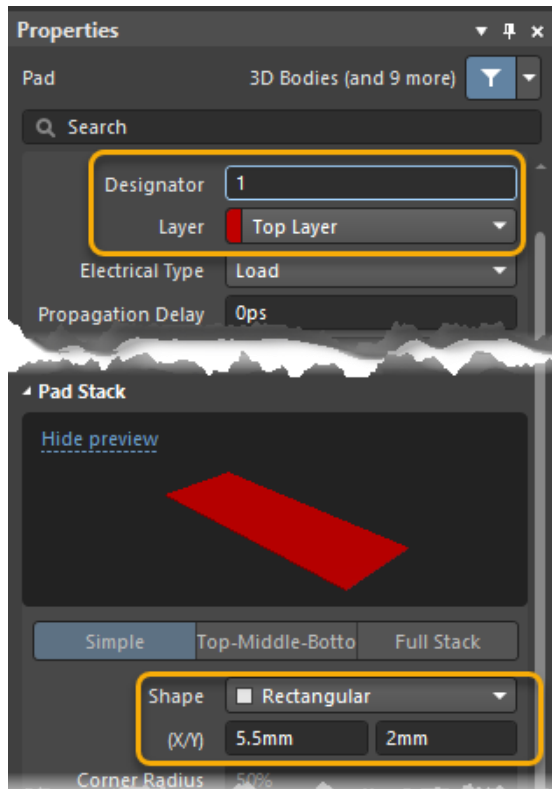 Properties
Pad 3D Bodies (and 9 more)
Search
Designator 1
Layer Top Layer
Electrical Type Load
Propagation Delay 0ps
Pad Stack
Hide preview
Simple Top-Middle-Botto Full Stack
Shape Rectangular
(X/Y) 5.5mm 2mm
Corner Radius 50%